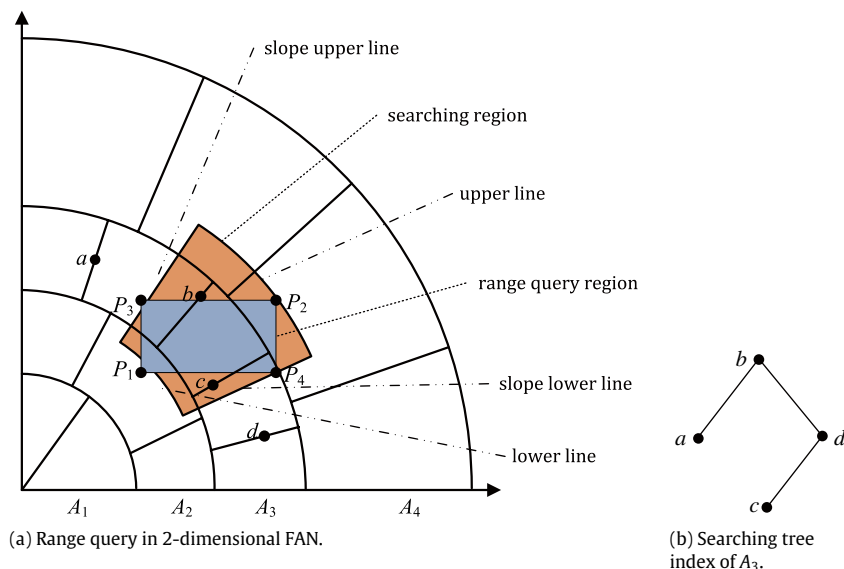 slope upper line
searching region
upper line
range query region
slope lower line
lower line
a
b
c
d
P3
P2
P1
P4
A1
A2
A3
A4
b
a
d
c
(a) Range query in 2-dimensional FAN.
(b) Searching tree
index of A3.